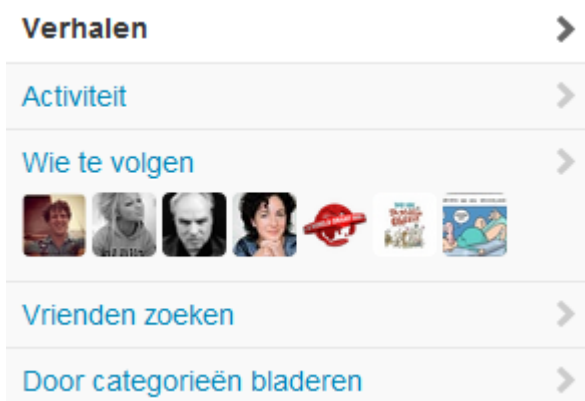 Verhalen
Activiteit
Wie te volgen
Vrienden zoeken
Door categorieën bladeren